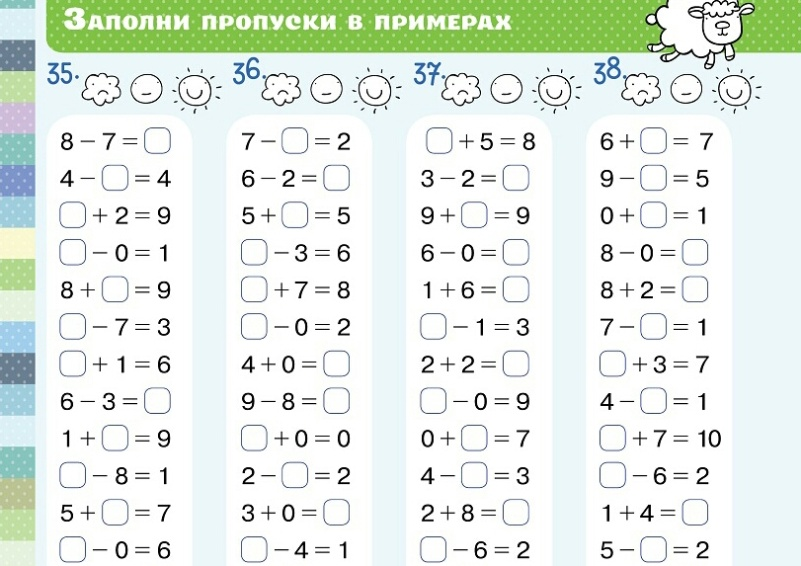 Заполни пропуски в примерах
35.
8 − 7 = □
4 − □ = 4
□ + 2 = 9
□ − 0 = 1
8 + □ = 9
□ − 7 = 3
□ + 1 = 6
6 − 3 = □
1 + □ = 9
□ − 8 = 1
5 + □ = 7
□ − 0 = 6
36.
7 − □ = 2
6 − 2 = □
5 + □ = 5
□ − 3 = 6
□ + 7 = 8
□ − 0 = 2
4 + 0 = □
9 − 8 = □
□ + 0 = 0
2 − □ = 2
3 + 0 = □
□ − 4 = 1
37.
□ + 5 = 8
3 − 2 = □
9 + □ = 9
6 − 0 = □
1 + 6 = □
□ − 1 = 3
2 + 2 = □
□ − 0 = 9
0 + □ = 7
4 − □ = 3
2 + 8 = □
□ − 6 = 2
38.
6 + □ = 7
9 − □ = 5
0 + □ = 1
8 − 0 = □
8 + 2 = □
7 − □ = 1
□ + 3 = 7
4 − □ = 1
□ + 7 = 10
□ − 6 = 2
1 + 4 = □
5 − □ = 2